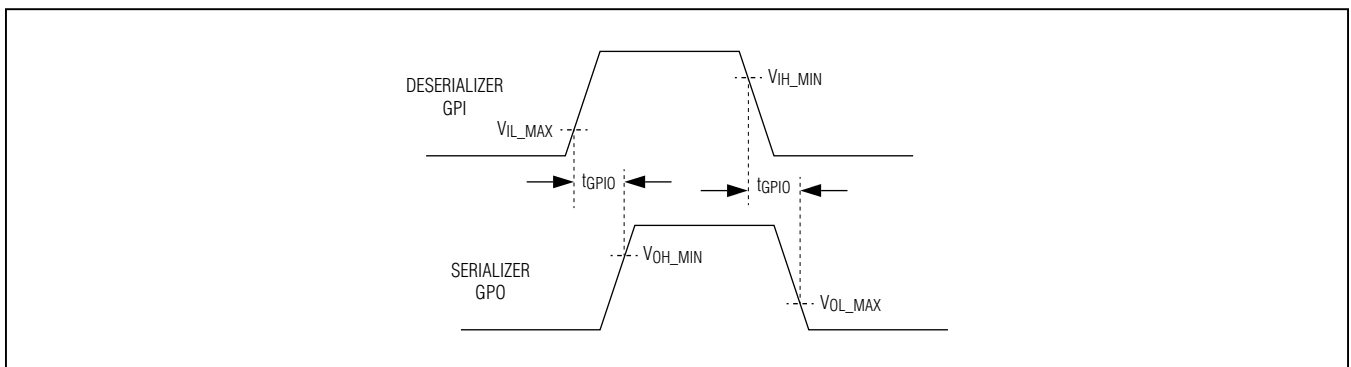 DESERIALIZER
GPI
VIH_MIN
VIL_MAX
tGPIO
tGPIO
VOH_MIN
SERIALIZER
GPO
VOL_MAX